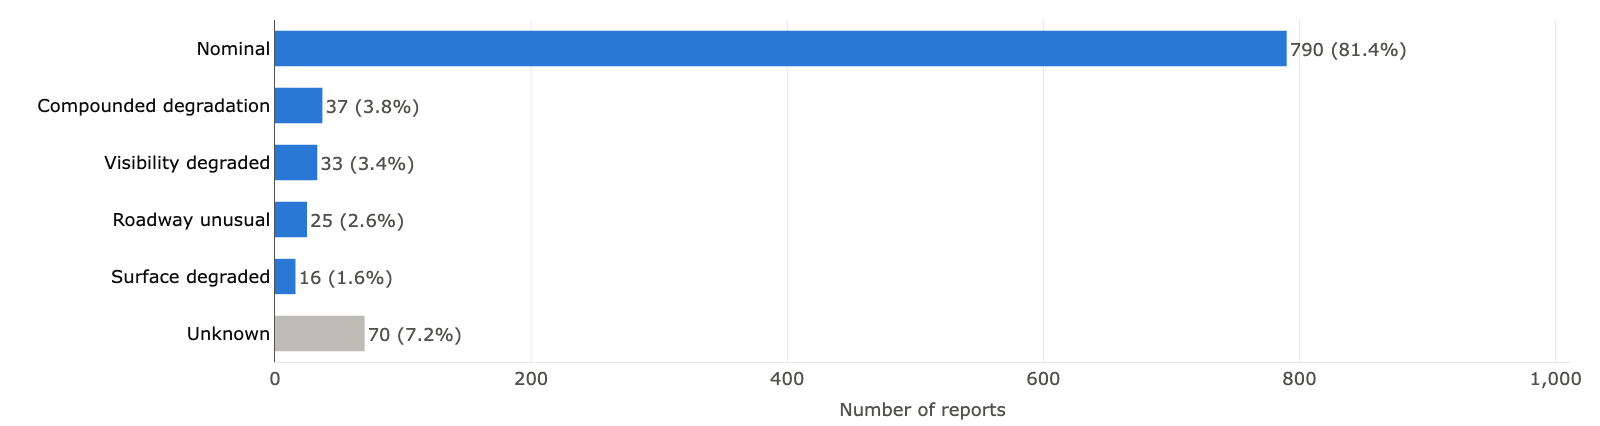 Nominal 790 (81.4%)
Compounded degradation 37 (3.8%)
Visibility degraded 33 (3.4%)
Roadway unusual 25 (2.6%)
Surface degraded 16 (1.6%)
Unknown 70 (7.2%)
0 200 400 600 800 1,000
Number of reports